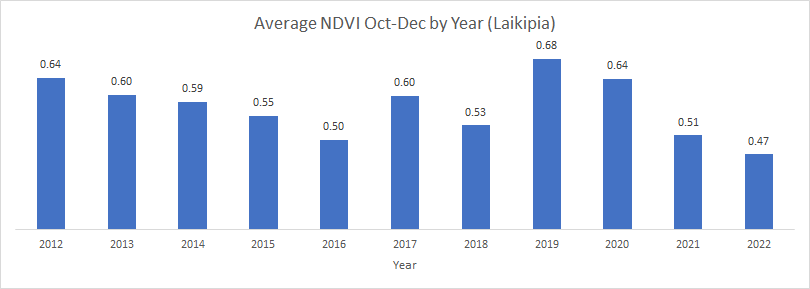 Average NDVI Oct-Dec by Year (Laikipia)
0.64 0.60 0.59 0.55 0.50 0.60 0.53 0.68 0.64 0.51 0.47
2012 2013 2014 2015 2016 2017 2018 2019 2020 2021 2022
Year